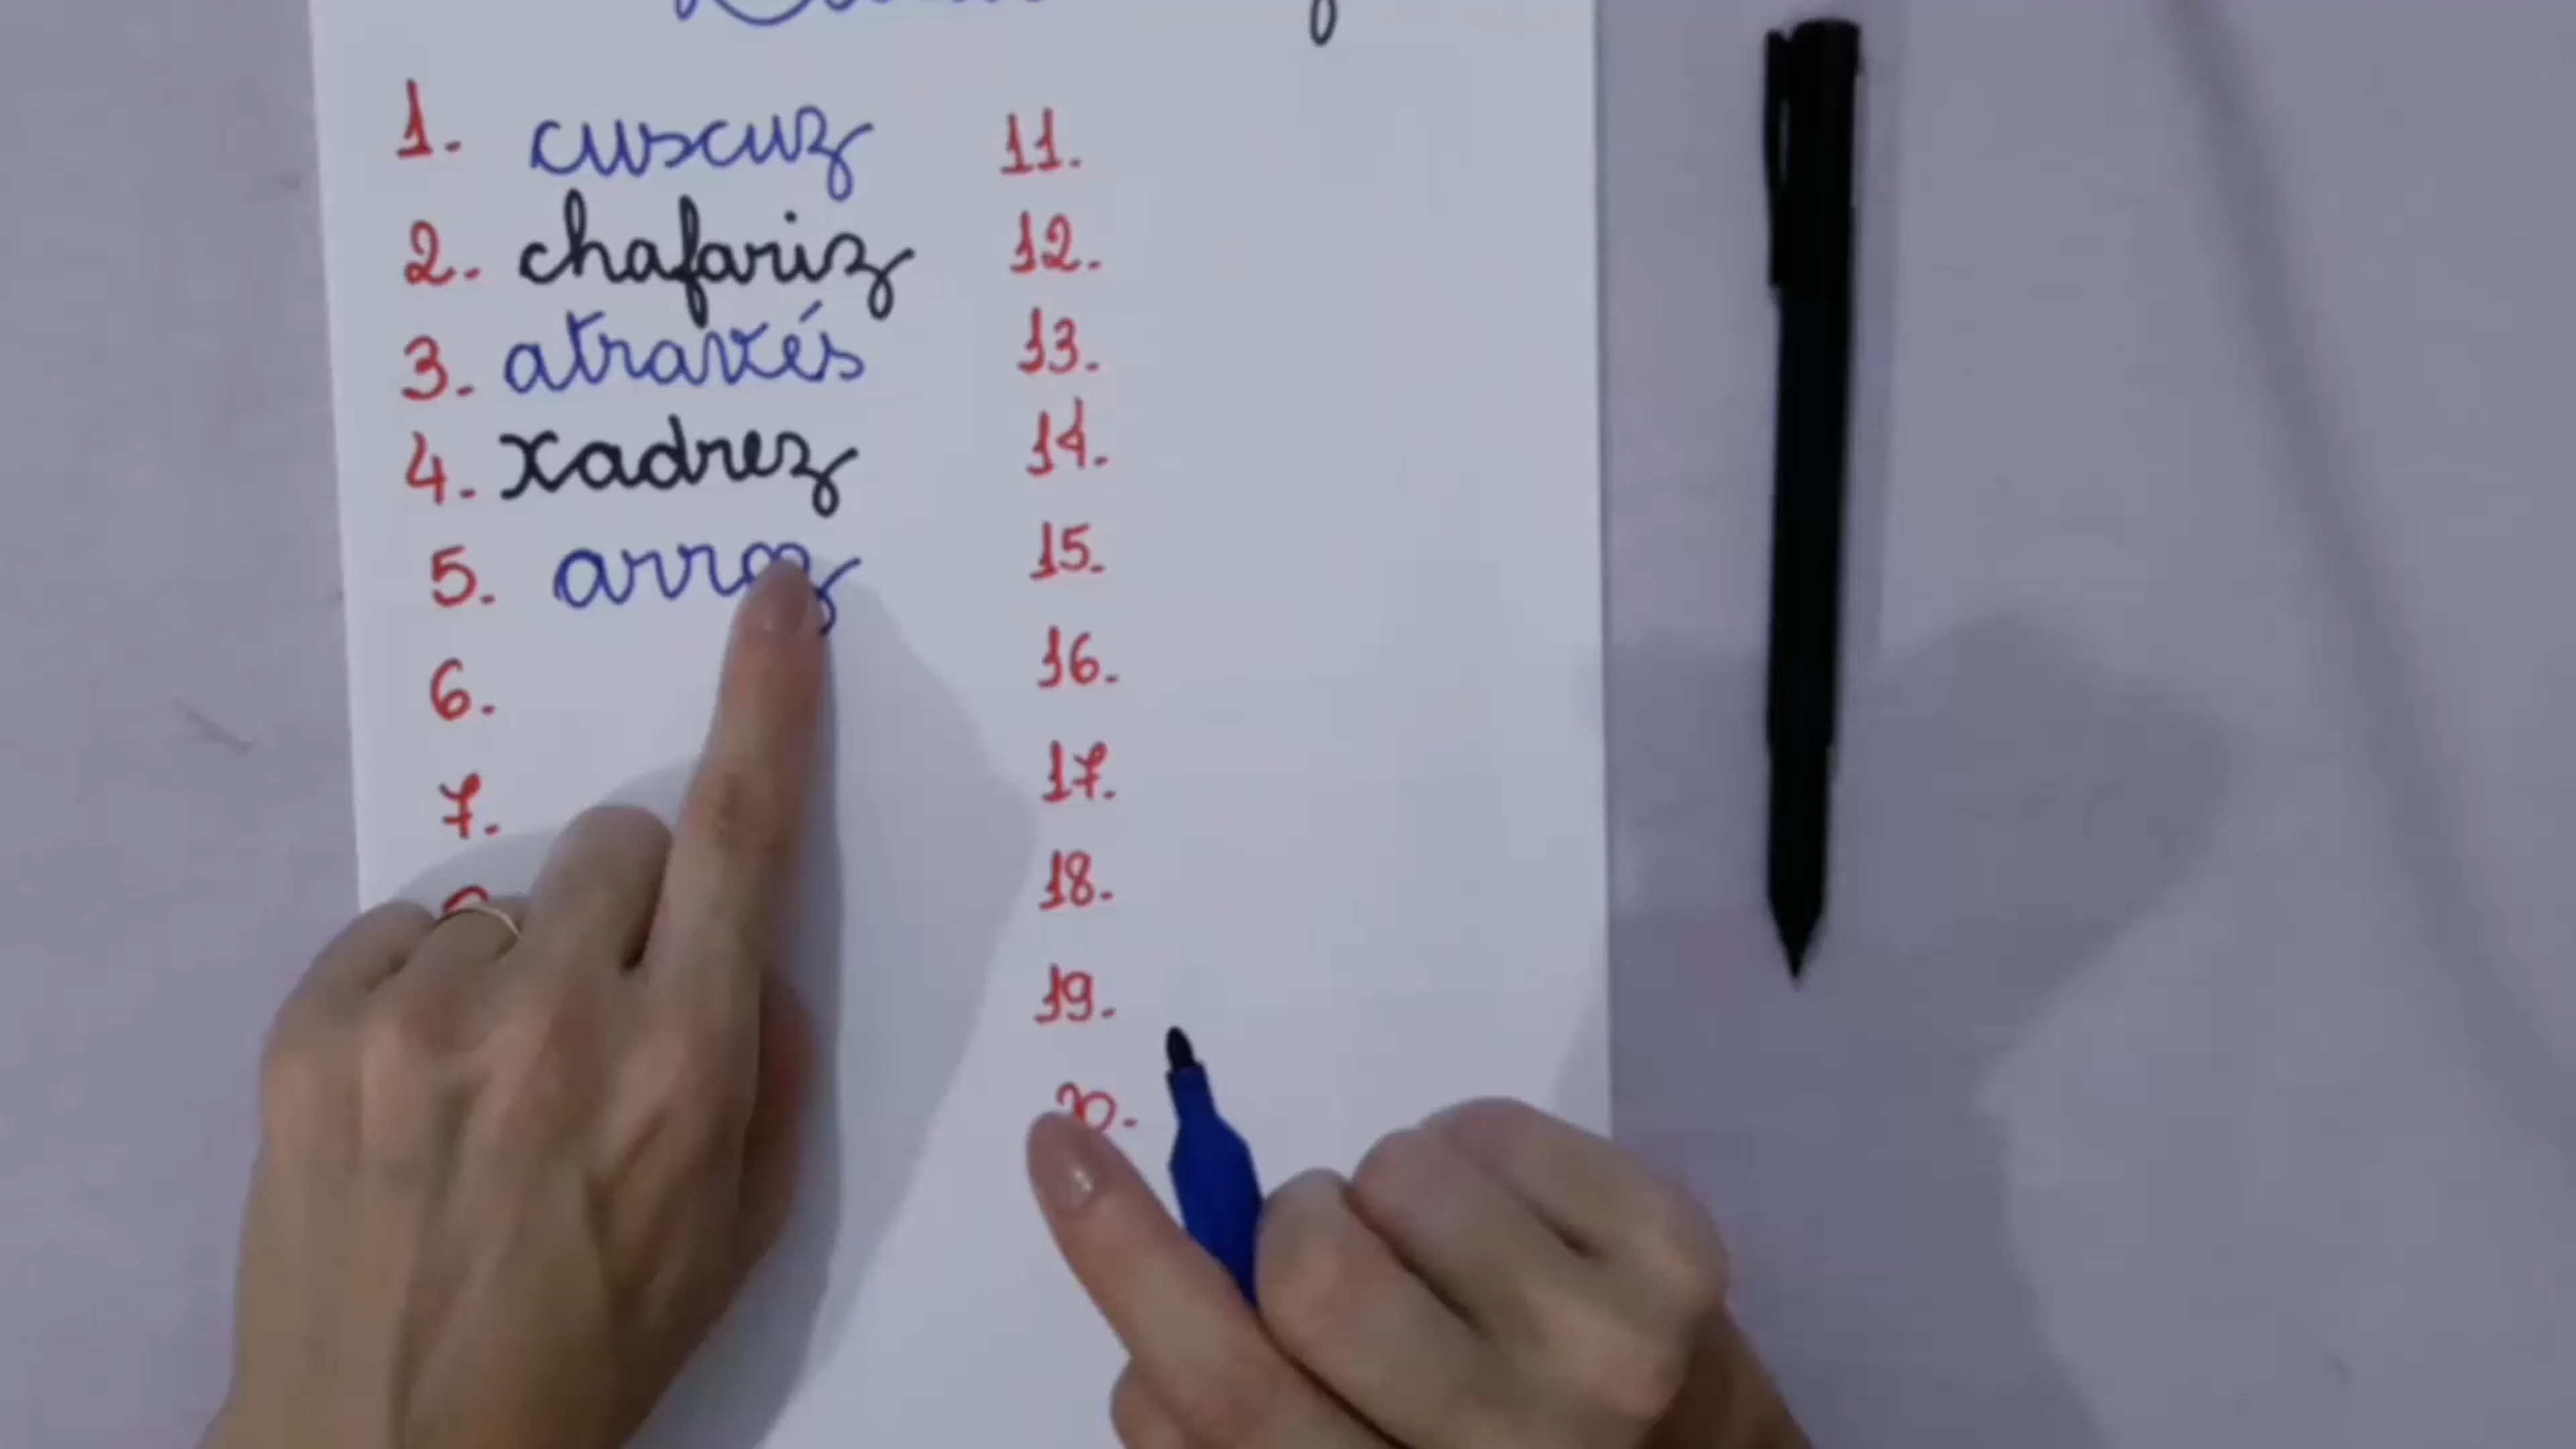 1. cuscuz
2. chafariz
3. através
4. xadrez
5. arroz
6.
7.
11.
12.
13.
14.
15.
16.
17.
18.
19.
20.